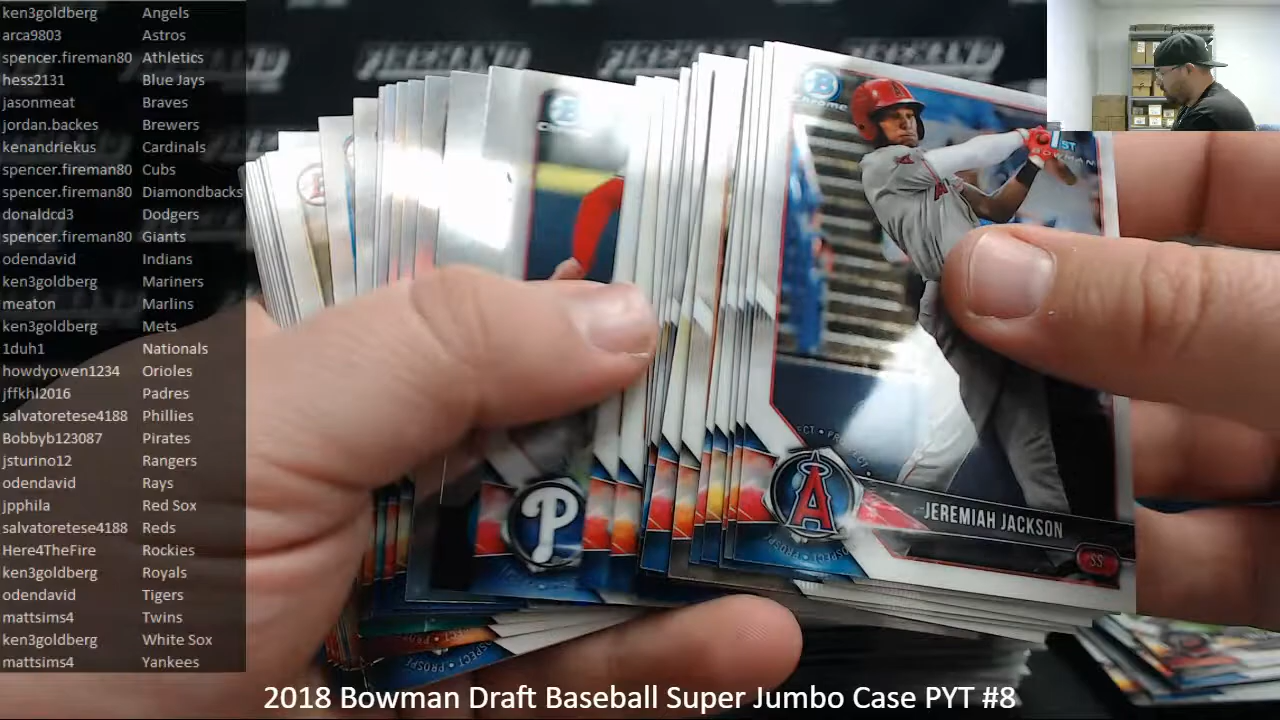 ken3goldberg Angels
arca9803 Astros
spencer.fireman80 Athletics
hess2131 Blue Jays
jasonmeat Braves
jordan.backes Brewers
kenandriekus Cardinals
spencer.fireman80 Cubs
spencer.fireman80 Diamondbacks
donaldcd3 Dodgers
spencer.fireman80 Giants
odendavid Indians
ken3goldberg Mariners
meaton Marlins
ken3goldberg Mets
1duh1 Nationals
howdyowen1234 Orioles
jffkhl2016 Padres
salvatoretese4188 Phillies
Bobbyb123087 Pirates
jsturino12 Rangers
odendavid Rays
jpphila Red Sox
salvatoretese4188 Reds
Here4TheFire Rockies
ken3goldberg Royals
odendavid Tigers
mattsims4 Twins
ken3goldberg White Sox
mattsims4 Yankees
B
Chrome
1ST
BOWMAN
P
A
JEREMIAH JACKSON
SS
2018 Bowman Draft Baseball Super Jumbo Case PYT #8